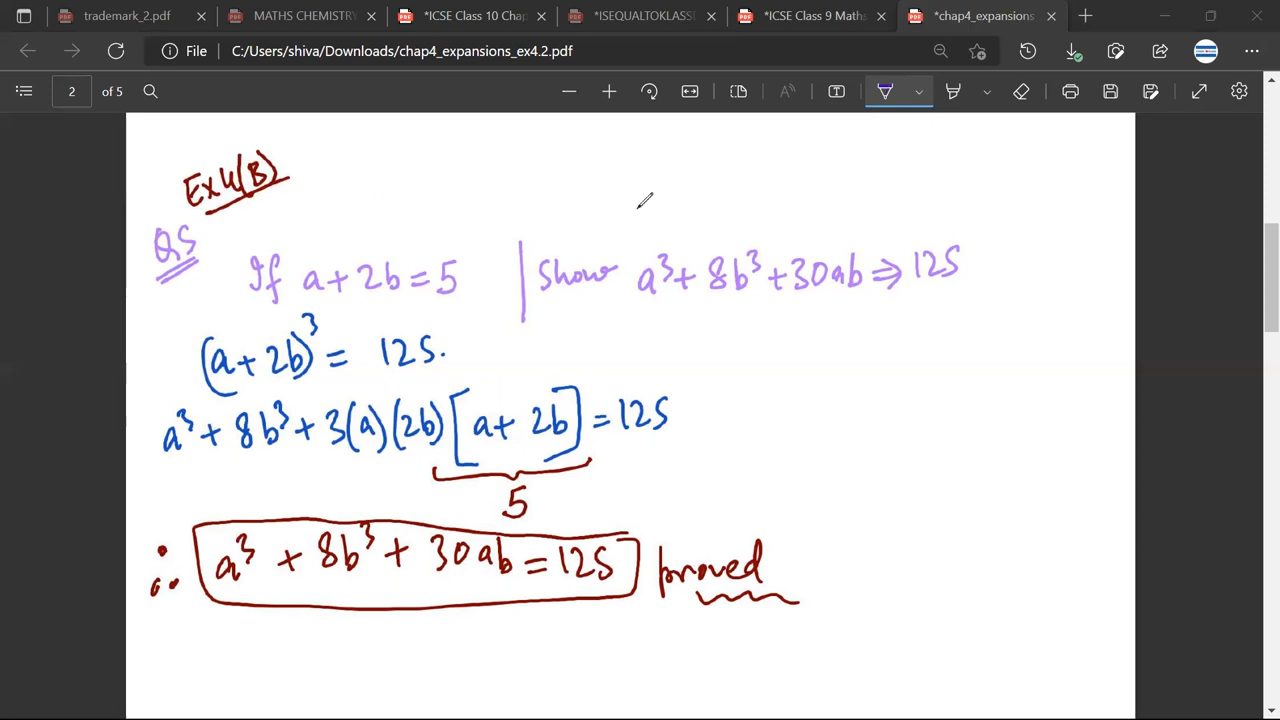 trademark_2.pdf
MATHS CHEMISTRY
*ICSE Class 10 Chap
*ISEQUALTOKLASS
*ICSE Class 9 Maths
*chap4_expansions
File C:/Users/shiva/Downloads/chap4_expansions_ex4.2.pdf
2 of 5
Ex 4(B)
Q5
If a + 2b = 5 | Show a³ + 8b³ + 30ab ⇒ 125
(a + 2b)³ = 125.
a³ + 8b³ + 3(a)(2b) [a + 2b] = 125
5
∴ a³ + 8b³ + 30ab = 125 proved